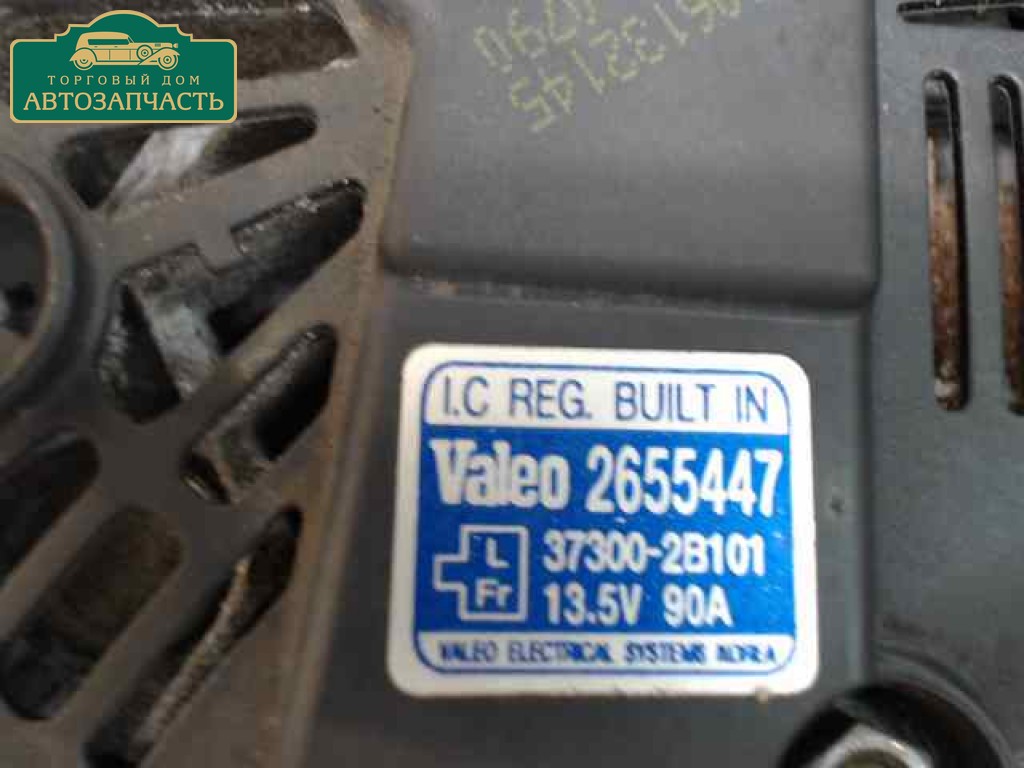 ТОРГОВЫЙ ДОМ
АВТОЗАПЧАСТЬ
I.C REG. BUILT IN
Valeo 2655447
L 37300-2B101
Fr 13.5V 90A
VALEO ELECTRICAL SYSTEMS KOREA